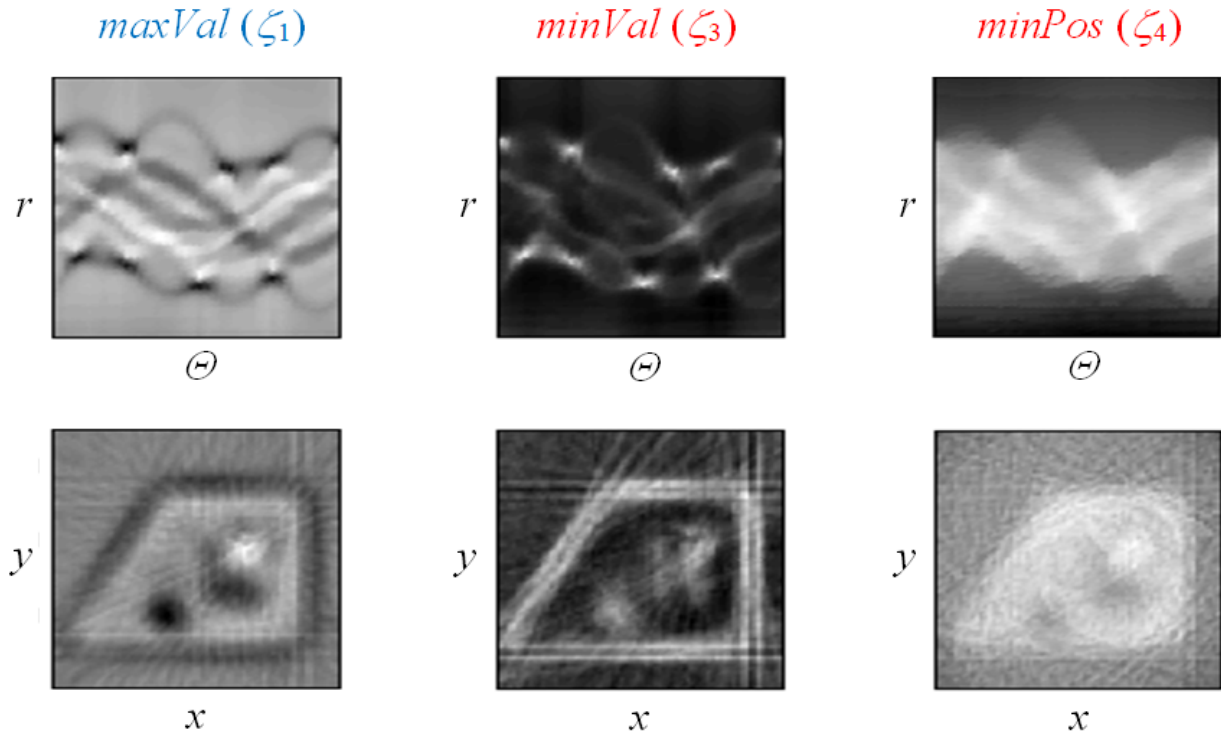 maxVal (ζ₁) minVal (ζ₃) minPos (ζ₄)
r r r
Θ Θ Θ
y y y
x x x